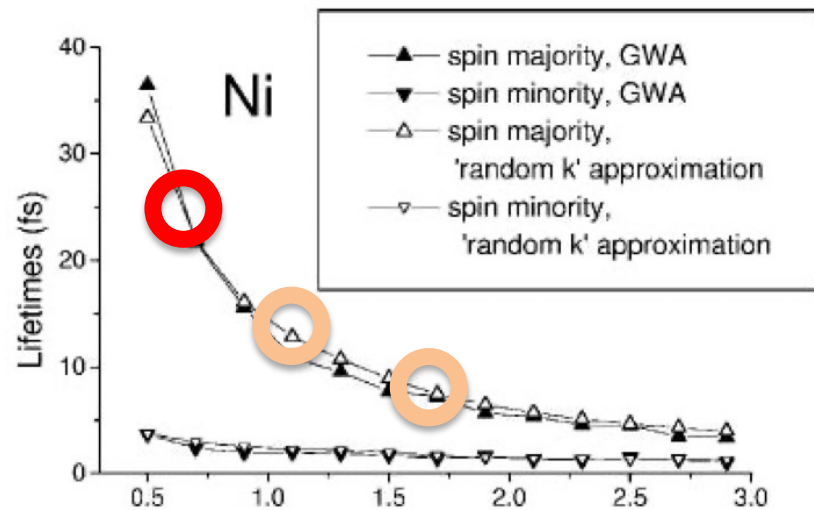 Ni
spin majority, GWA
spin minority, GWA
spin majority,
'random k' approximation
spin minority,
'random k' approximation
Lifetimes (fs)
40
30
20
10
0
0.5 1.0 1.5 2.0 2.5 3.0